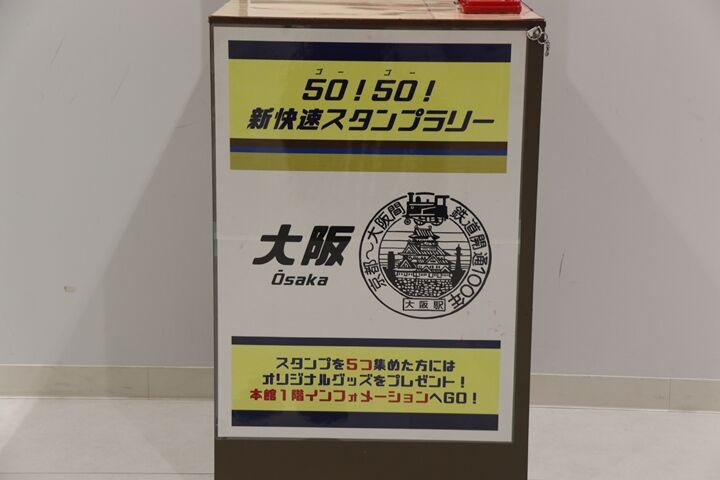 ゴー ゴー
50！50！
新快速スタンプラリー
大阪
Ōsaka
京都〜大阪間 鉄道開通100年
大阪駅
スタンプを5つ集めた方には
オリジナルグッズをプレゼント！
本館1階インフォメーションへGO！